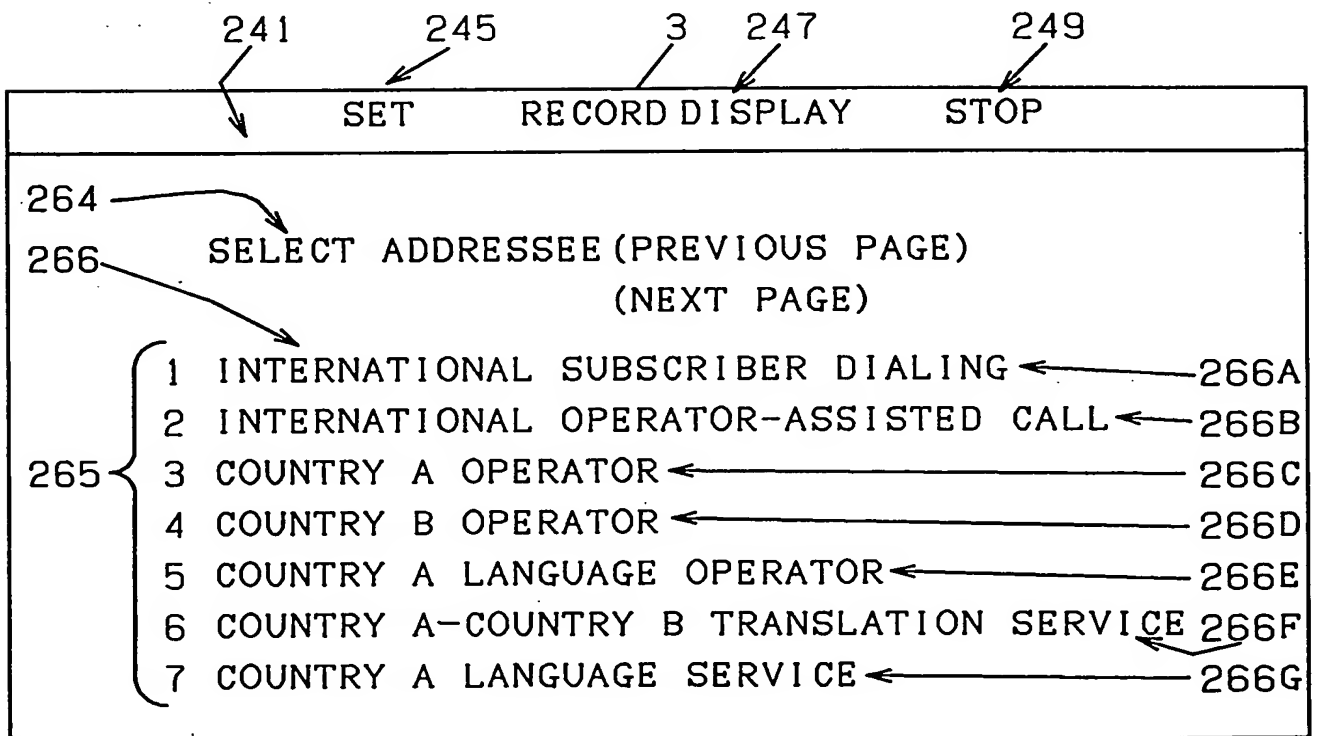 241 245 3 247 249
SET RECORD DISPLAY STOP
264
SELECT ADDRESSEE (PREVIOUS PAGE)
266
(NEXT PAGE)
1 INTERNATIONAL SUBSCRIBER DIALING 266A
2 INTERNATIONAL OPERATOR-ASSISTED CALL 266B
265 3 COUNTRY A OPERATOR 266C
4 COUNTRY B OPERATOR 266D
5 COUNTRY A LANGUAGE OPERATOR 266E
6 COUNTRY A-COUNTRY B TRANSLATION SERVICE 266F
7 COUNTRY A LANGUAGE SERVICE 266G